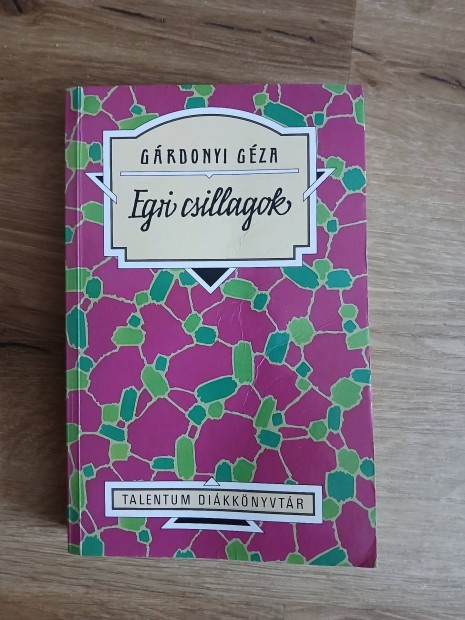 GÁRDONYI GÉZA
Egri csillagok
TALENTUM DIÁKKÖNYVTÁR